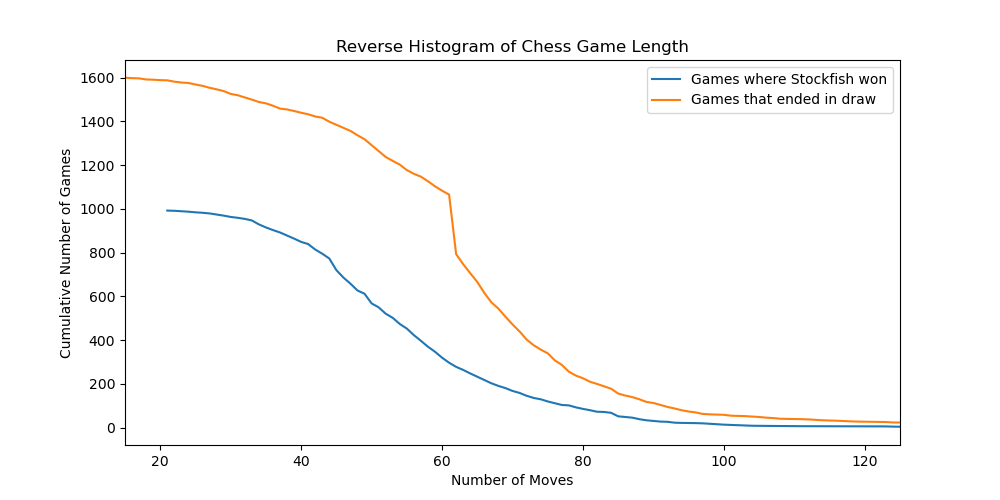 Reverse Histogram of Chess Game Length
Games where Stockfish won
Games that ended in draw
Cumulative Number of Games
1600
1400
1200
1000
800
600
400
200
0
20 40 60 80 100 120
Number of Moves